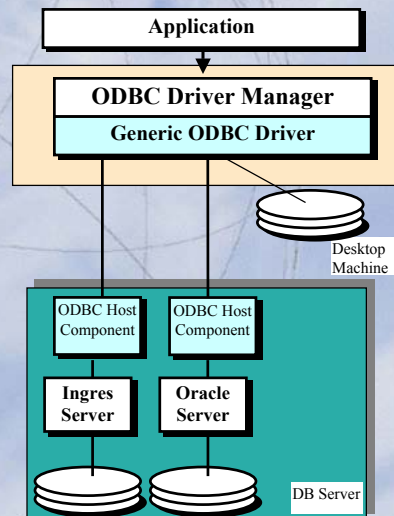 Application
ODBC Driver Manager
Generic ODBC Driver
Desktop
Machine
ODBC Host
Component
ODBC Host
Component
Ingres
Server
Oracle
Server
DB Server